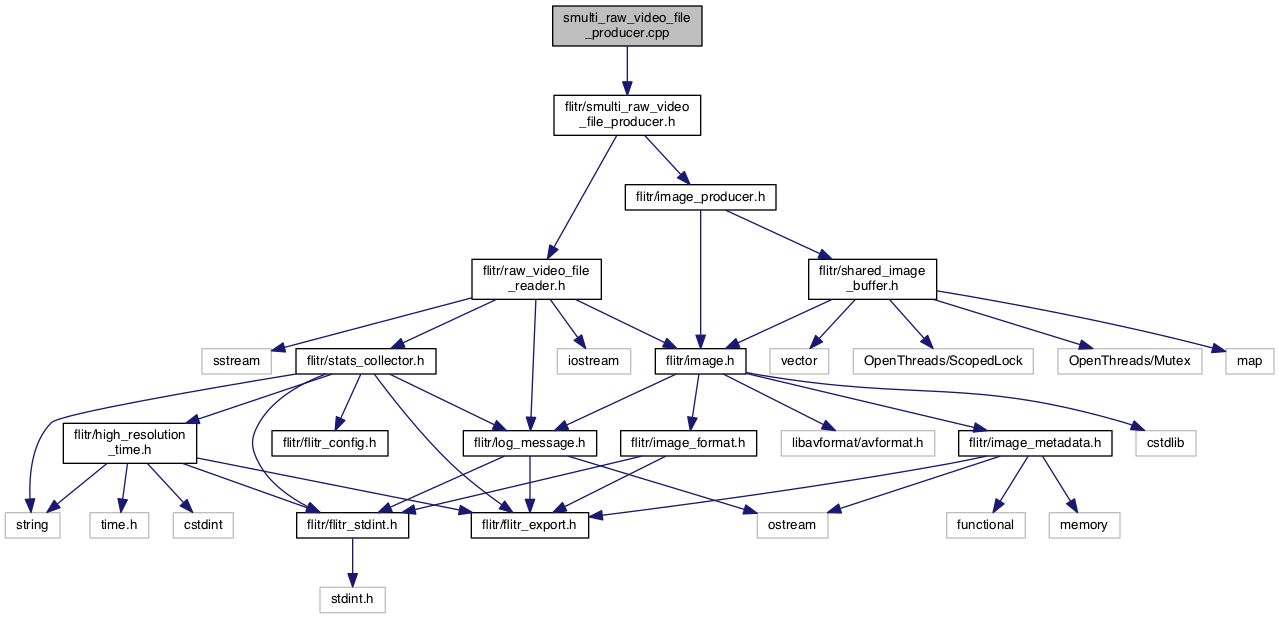 smulti_raw_video_file
_producer.cpp
flitr/smulti_raw_video
_file_producer.h
flitr/image_producer.h
flitr/raw_video_file
_reader.h
flitr/shared_image
_buffer.h
sstream
flitr/stats_collector.h
iostream
flitr/image.h
vector
OpenThreads/ScopedLock
OpenThreads/Mutex
map
flitr/high_resolution
_time.h
flitr/flitr_config.h
flitr/log_message.h
flitr/image_format.h
libavformat/avformat.h
flitr/image_metadata.h
cstdlib
string
time.h
cstdint
flitr/flitr_stdint.h
flitr/flitr_export.h
ostream
functional
memory
stdint.h